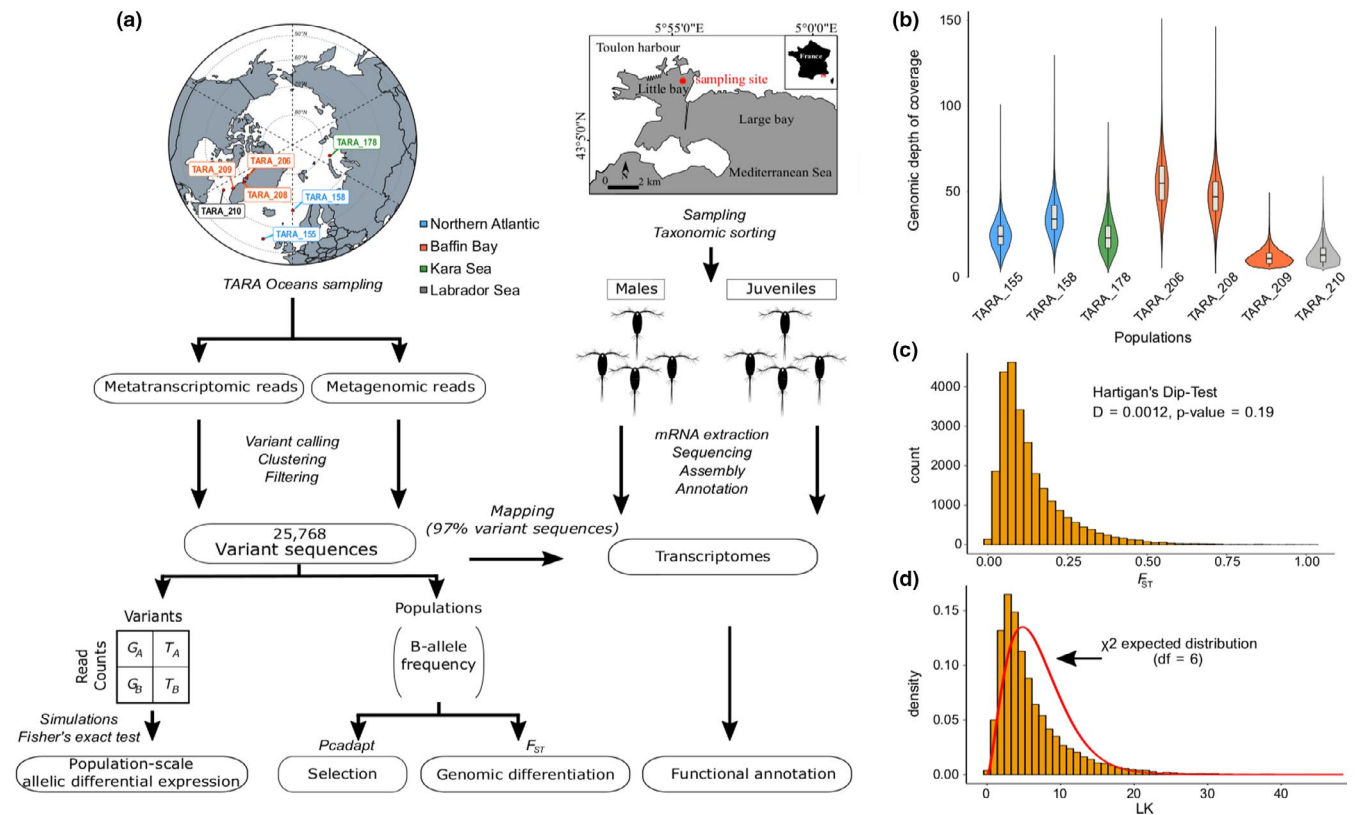 (a)
80°N
TARA_178
TARA_206
TARA_209
TARA_208
TARA_158
TARA_210
TARA_155
Northern Atlantic
Baffin Bay
Kara Sea
Labrador Sea
TARA Oceans sampling
5°55'0"E
5°0'0"E
43°5'0"N
Toulon harbour
France
sampling site
Little bay
Large bay
Mediterranean Sea
N
0 2 km
Sampling
Taxonomic sorting
Males
Juveniles
Metatranscriptomic reads
Metagenomic reads
Variant calling
Clustering
Filtering
mRNA extraction
Sequencing
Assembly
Annotation
25,768
Variant sequences
Mapping
(97% variant sequences)
Transcriptomes
Variants
Read
Counts
GA TA
GB TB
Populations
B-allele
frequency
Simulations
Fisher's exact test
Pcadapt
FST
Population-scale
allelic differential expression
Selection
Genomic differentiation
Functional annotation
(b)
Genomic depth of coverage
150
100
50
0
TARA_155
TARA_158
TARA_178
TARA_206
TARA_208
TARA_209
TARA_210
Populations
(c)
count
4000
3000
2000
1000
0
Hartigan's Dip-Test
D = 0.0012, p-value = 0.19
0.00 0.25 0.50 0.75 1.00
FST
(d)
density
0.15
0.10
0.05
0.00
χ2 expected distribution
(df = 6)
0 10 20 30 40
LK